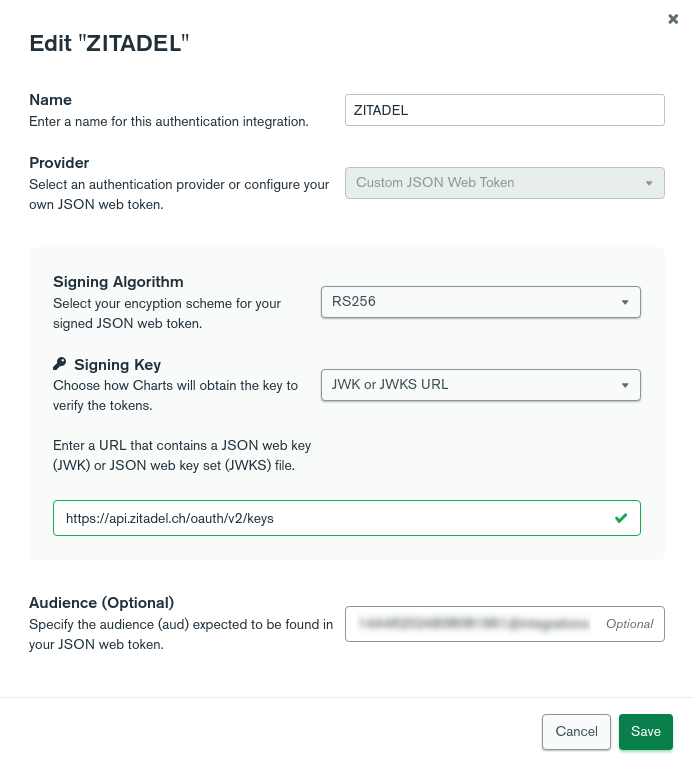 Edit "ZITADEL"
Name
Enter a name for this authentication integration.
ZITADEL
Provider
Select an authentication provider or configure your
own JSON web token.
Custom JSON Web Token
Signing Algorithm
Select your encyption scheme for your
signed JSON web token.
RS256
Signing Key
Choose how Charts will obtain the key to
verify the tokens.
JWK or JWKS URL
Enter a URL that contains a JSON web key
(JWK) or JSON web key set (JWKS) file.
https://api.zitadel.ch/oauth/v2/keys
Audience (Optional)
Specify the audience (aud) expected to be found in
your JSON web token.
Optional
Cancel
Save